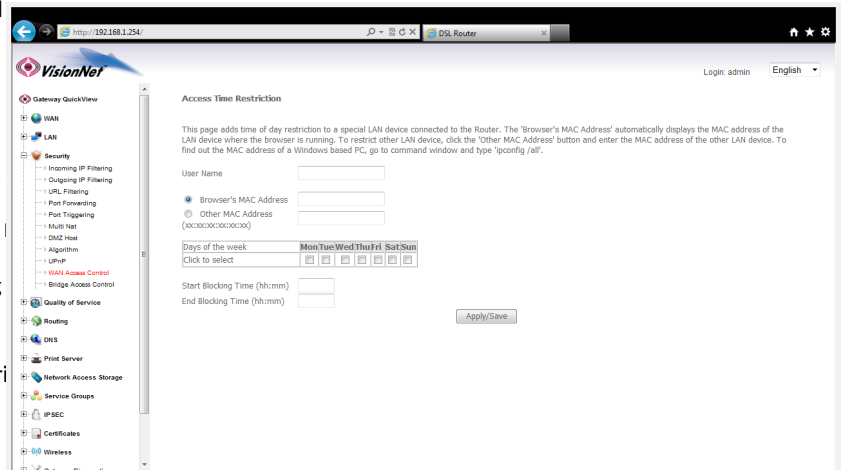 http://192.168.1.254/
DSL Router
VisionNet
Login: admin
English
Gateway QuickView
WAN
LAN
Security
Incoming IP Filtering
Outgoing IP Filtering
URL Filtering
Port Forwarding
Port Triggering
Multi Nat
DMZ Host
Algorithm
UPnP
WAN Access Control
Bridge Access Control
Quality of Service
Routing
DNS
Print Server
Network Access Storage
Service Groups
IPSEC
Certificates
Wireless
Access Time Restriction
This page adds time of day restriction to a special LAN device connected to the Router. The 'Browser's MAC Address' automatically displays the MAC address of the
LAN device where the browser is running. To restrict other LAN device, click the 'Other MAC Address' button and enter the MAC address of the other LAN device. To
find out the MAC address of a Windows based PC, go to command window and type 'ipconfig /all'.
User Name
Browser's MAC Address
Other MAC Address
(xx:xx:xx:xx:xx:xx)
Days of the week Mon Tue Wed Thu Fri Sat Sun
Click to select
Start Blocking Time (hh:mm)
End Blocking Time (hh:mm)
Apply/Save